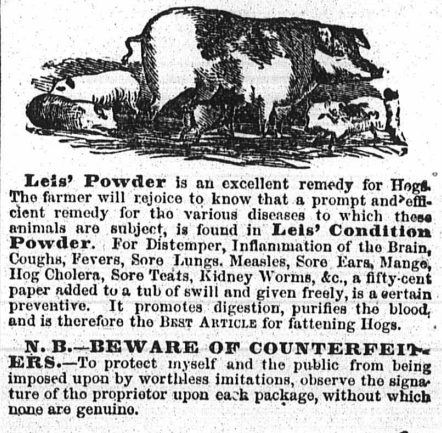 Leis' Powder is an excellent remedy for Hogs.
The farmer will rejoice to know that a prompt and effi-
cient remedy for the various diseases to which these
animals are subject, is found in Leis' Condition
Powder. For Distemper, Inflammation of the Brain,
Coughs, Fevers, Sore Lungs. Measles, Sore Ears, Mange,
Hog Cholera, Sore Teats, Kidney Worms, &c., a fifty-cent
paper added to a tub of swill and given freely, is a certain
preventive. It promotes digestion, purifies the blood,
and is therefore the BEST ARTICLE for fattening Hogs.
N. B.—BEWARE OF COUNTERFEIT-
ERS.—To protect myself and the public from being
imposed upon by worthless imitations, observe the signa-
ture of the proprietor upon each package, without which
none are genuine.